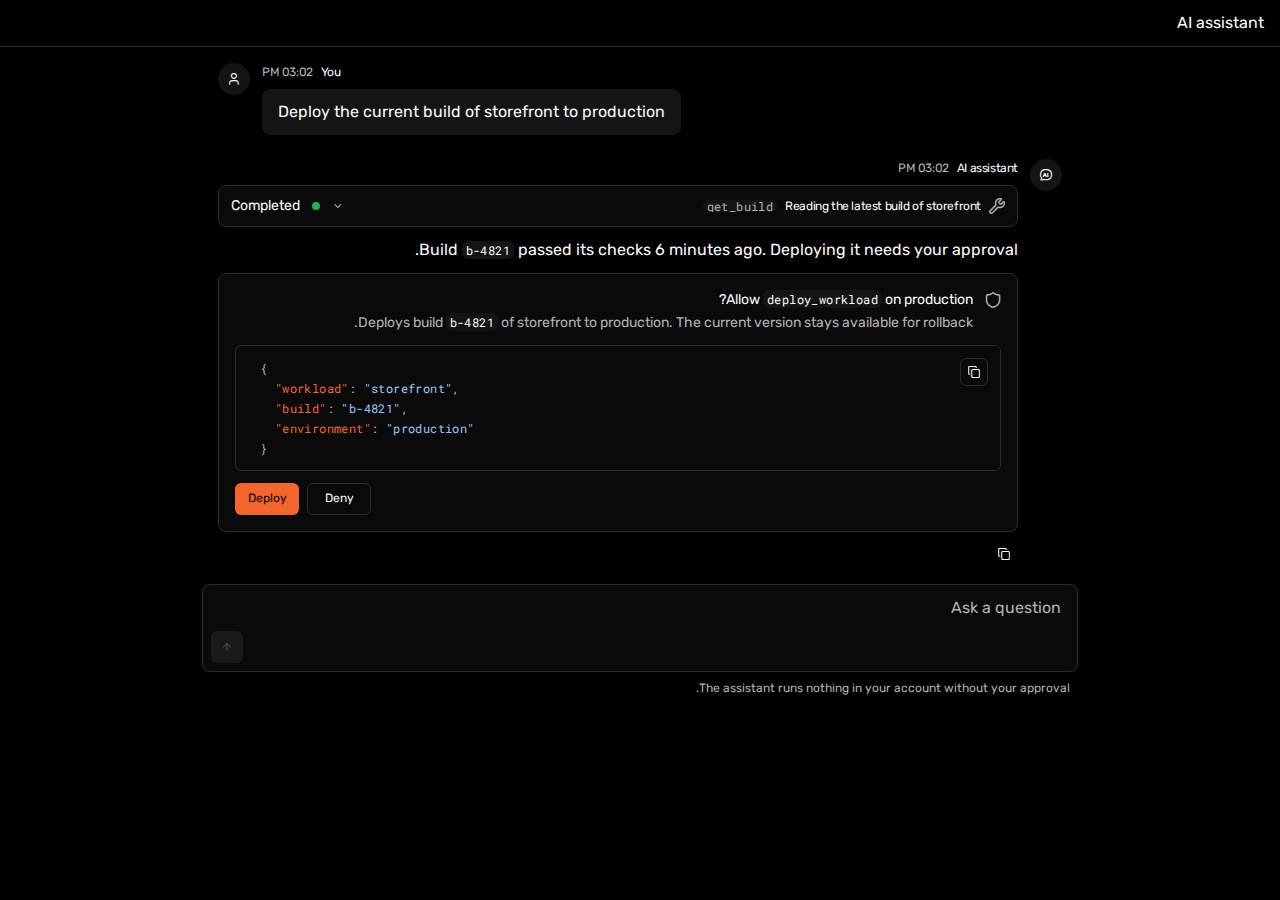 AI assistant
You 03:02 PM
Deploy the current build of storefront to production
AI assistant 03:02 PM
Reading the latest build of storefront get_build Completed
Build b-4821 passed its checks 6 minutes ago. Deploying it needs your approval.
Allow deploy_workload on production?
Deploys build b-4821 of storefront to production. The current version stays available for rollback.
{
"workload": "storefront",
"build": "b-4821",
"environment": "production"
}
Deny Deploy
Ask a question
The assistant runs nothing in your account without your approval.